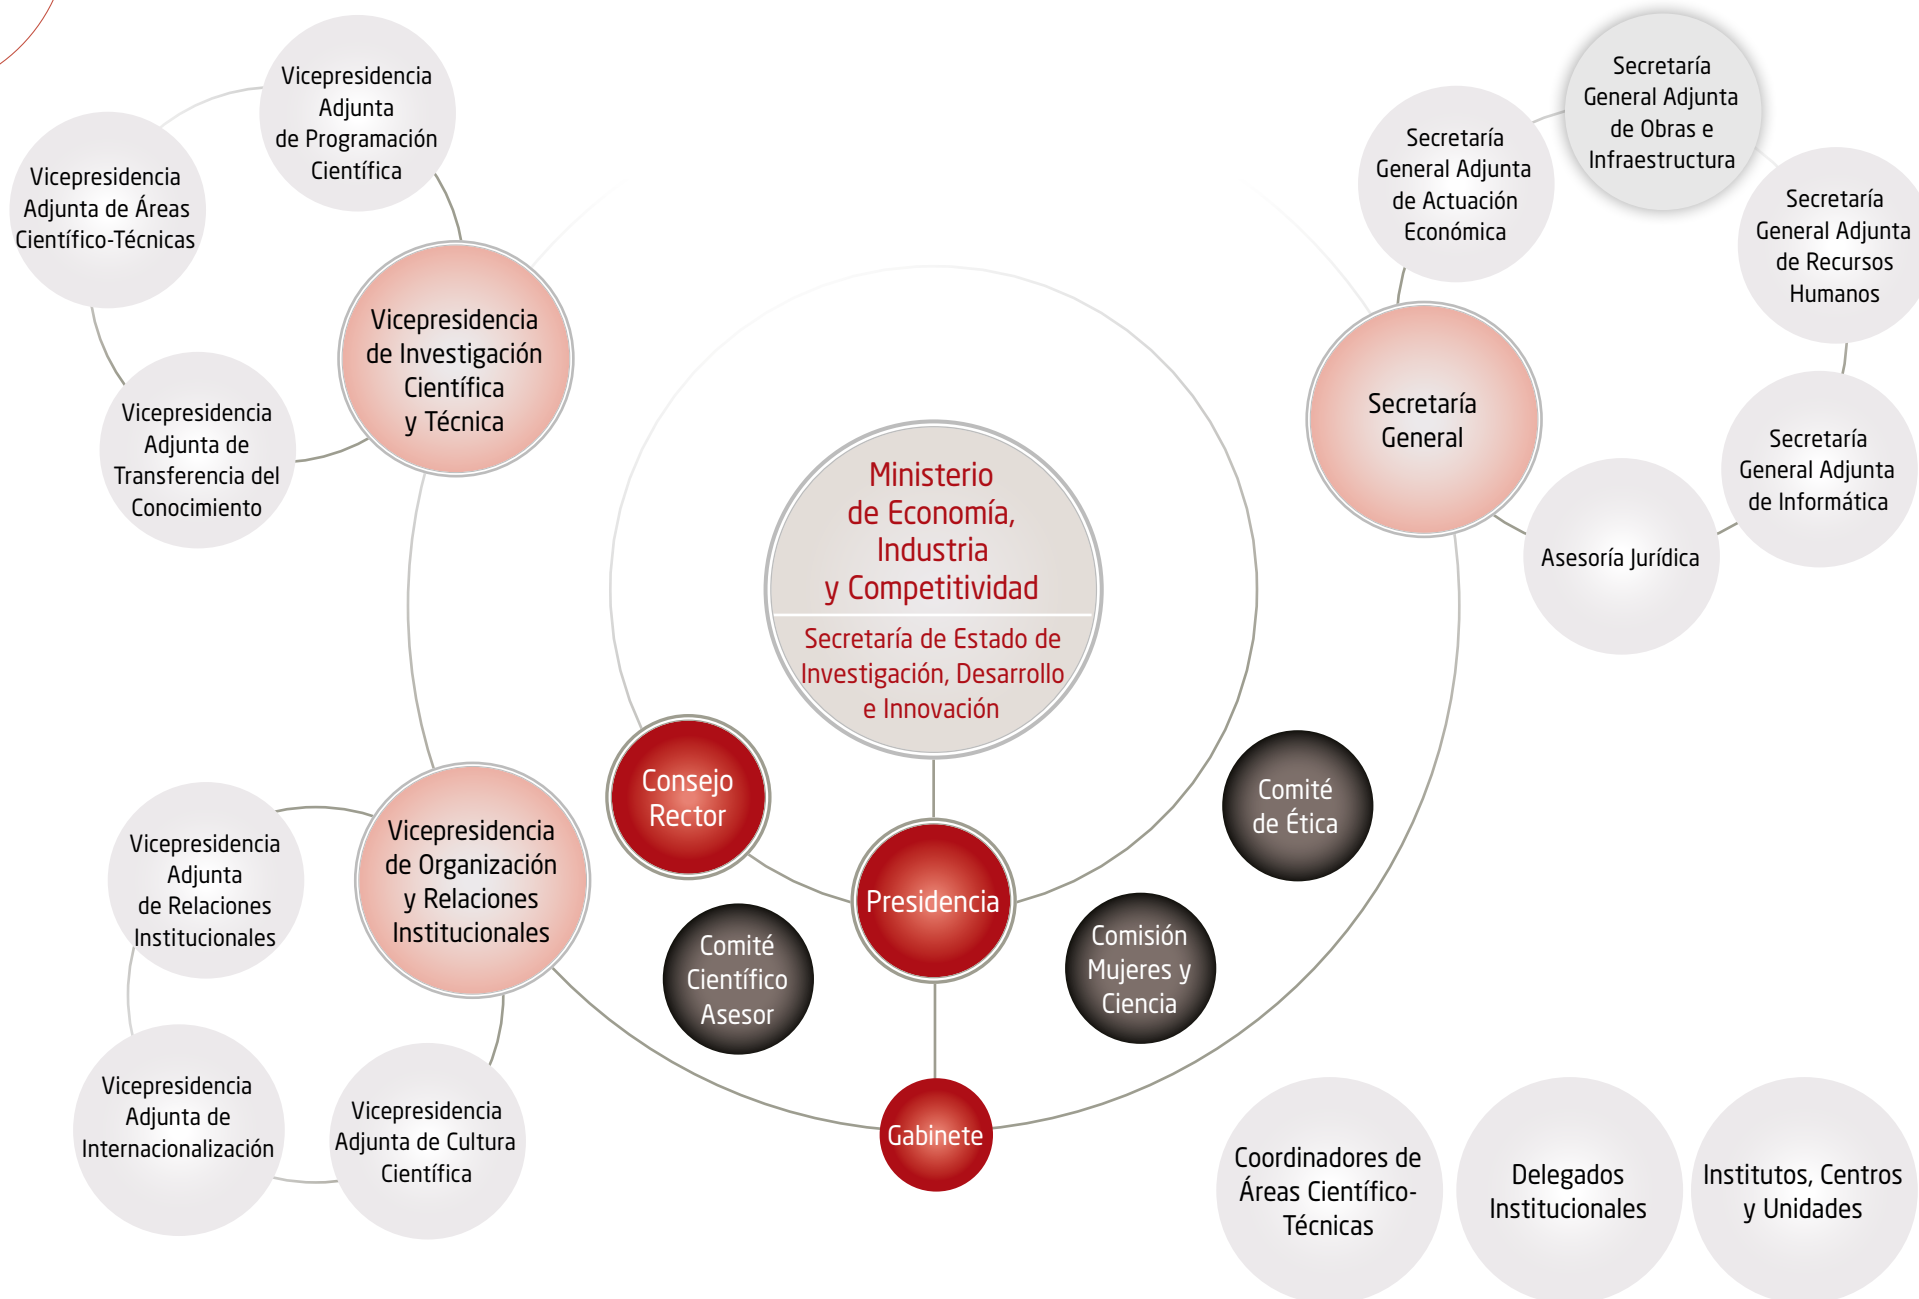 Vicepresidencia
Adjunta
de Programación
Científica
Vicepresidencia
Adjunta de Áreas
Científico-Técnicas
Vicepresidencia
de Investigación
Científica
y Técnica
Vicepresidencia
Adjunta de
Transferencia del
Conocimiento
Secretaría
General Adjunta
de Obras e
Infraestructura
Secretaría
General Adjunta
de Actuación
Económica
Secretaría
General Adjunta
de Recursos
Humanos
Secretaría
General
Secretaría
General Adjunta
de Informática
Asesoría Jurídica
Ministerio
de Economía,
Industria
y Competitividad
Secretaría de Estado de
Investigación, Desarrollo
e Innovación
Consejo
Rector
Presidencia
Comité
de Ética
Comité
Científico
Asesor
Comisión
Mujeres y
Ciencia
Gabinete
Vicepresidencia
de Organización
y Relaciones
Institucionales
Vicepresidencia
Adjunta
de Relaciones
Institucionales
Vicepresidencia
Adjunta de
Internacionalización
Vicepresidencia
Adjunta de Cultura
Científica
Coordinadores de
Áreas Científico-
Técnicas
Delegados
Institucionales
Institutos, Centros
y Unidades